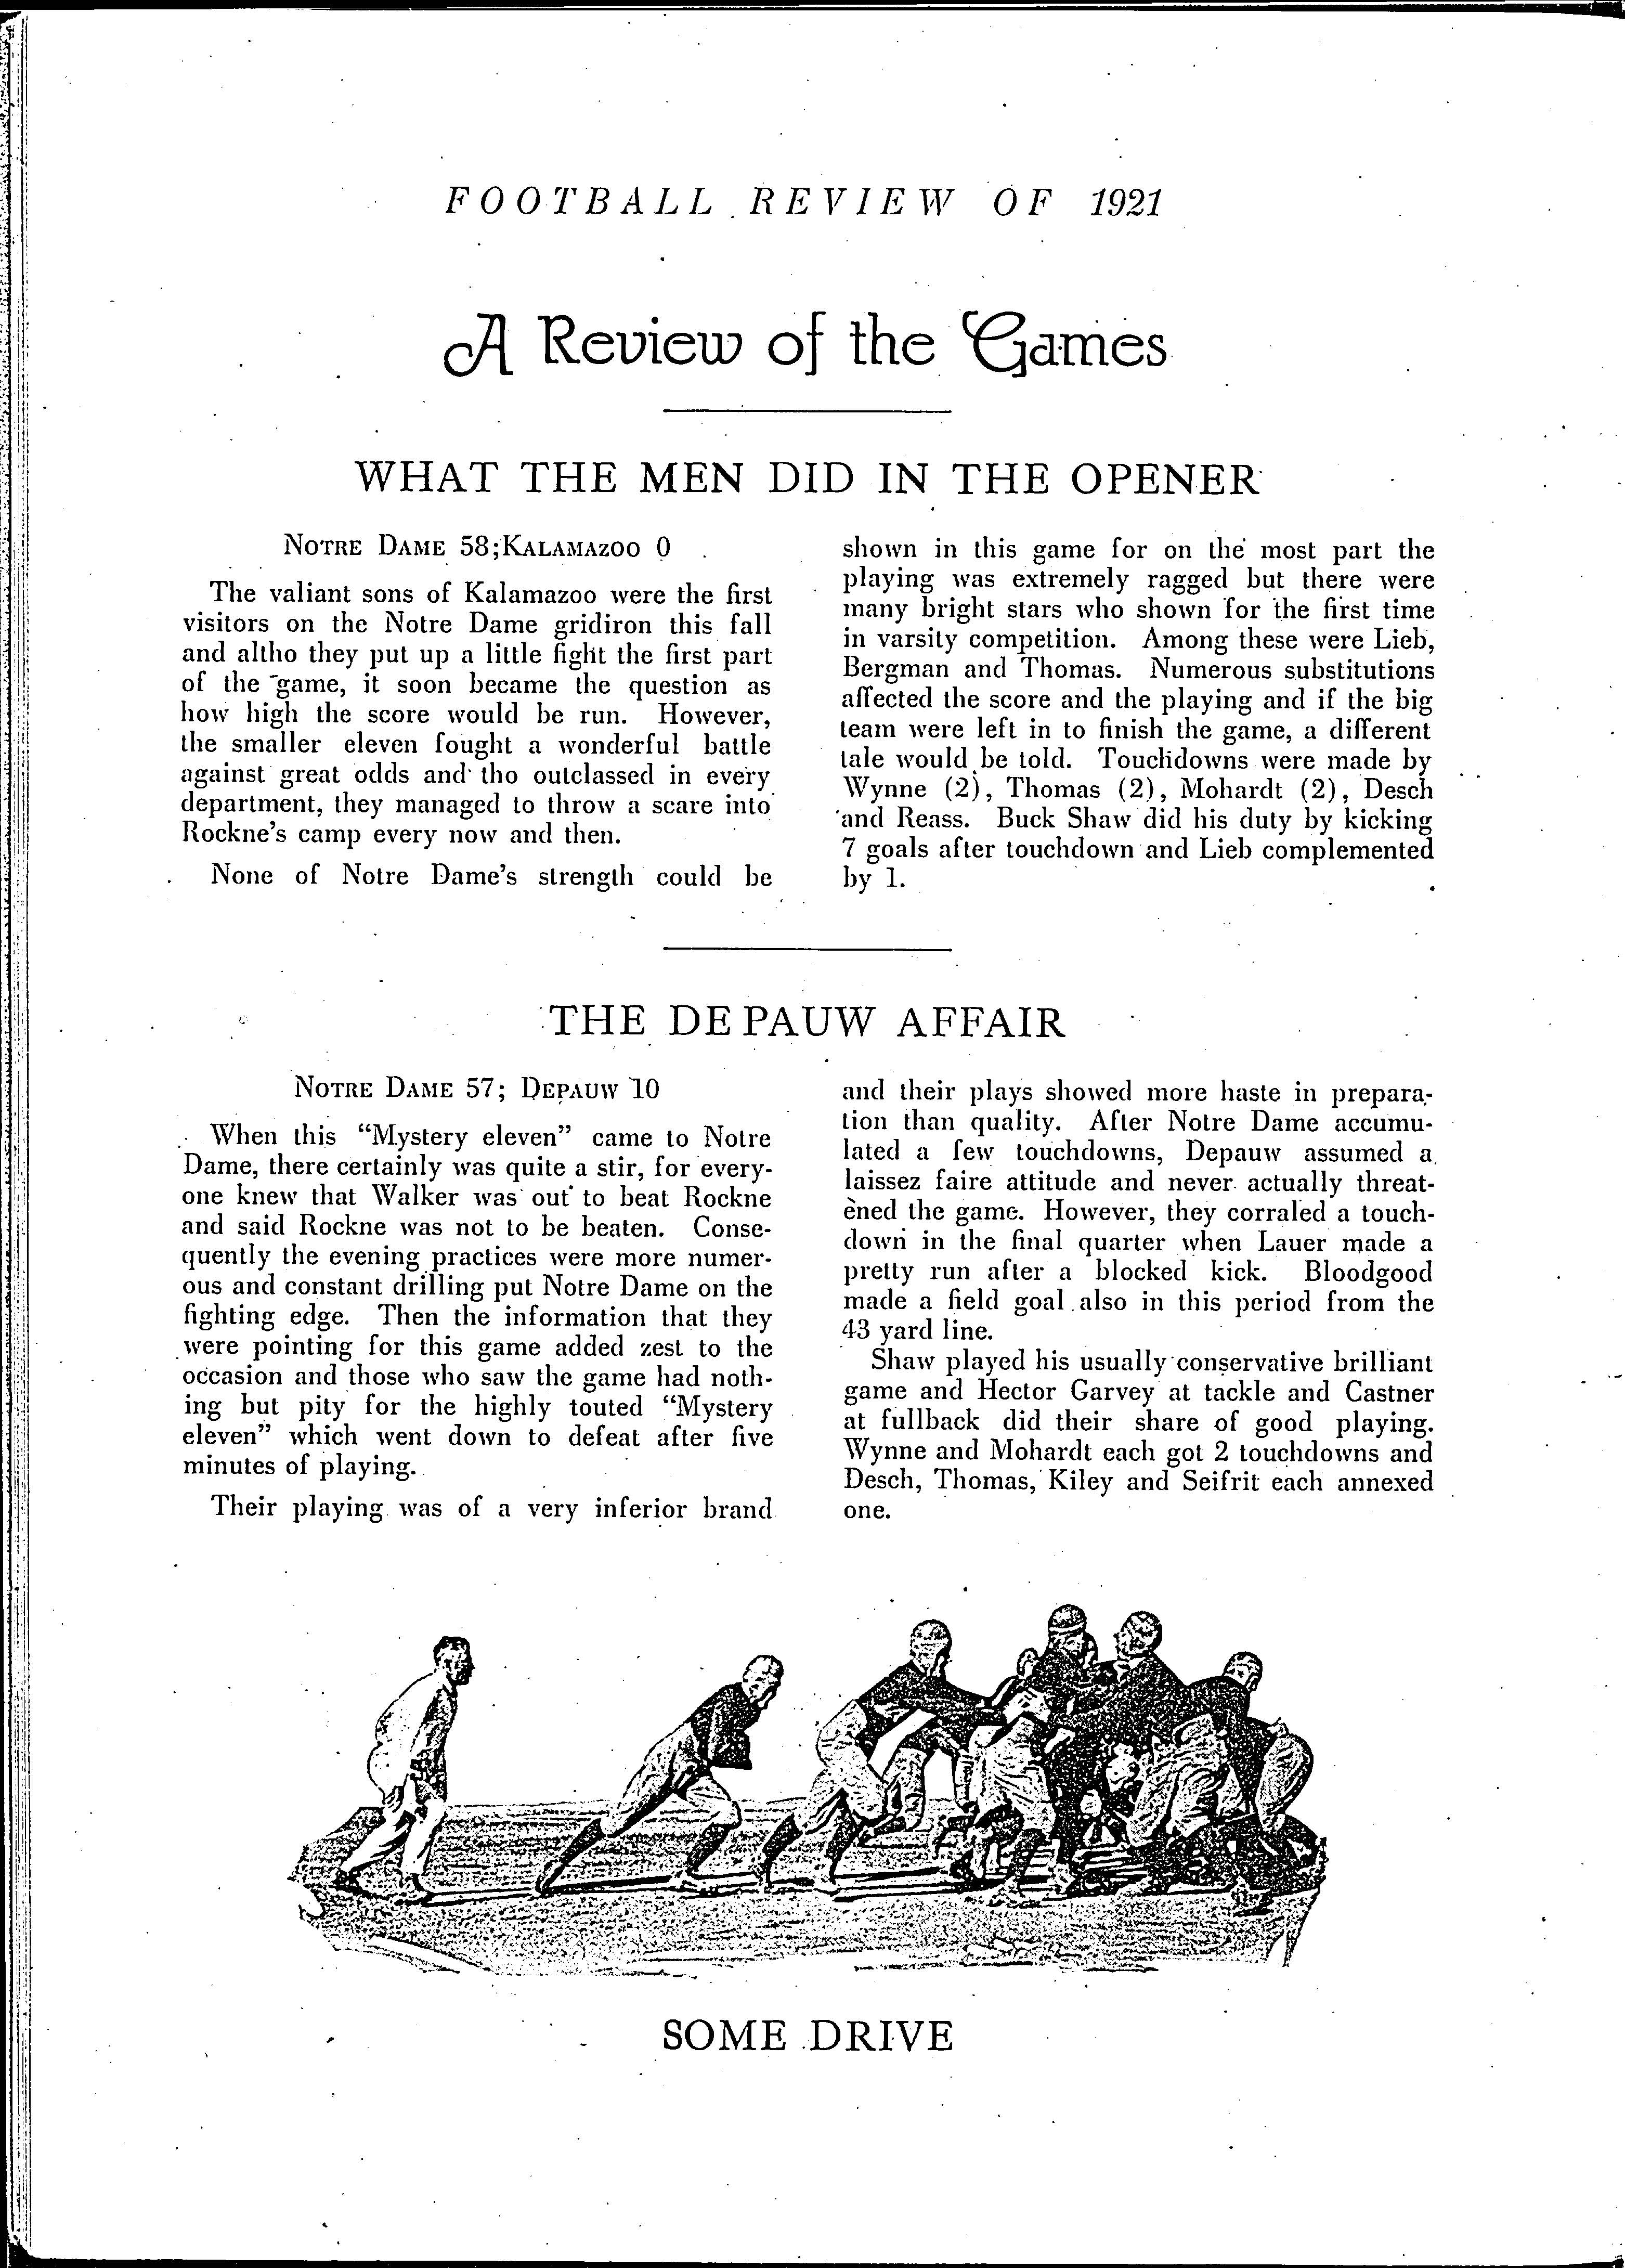 FOOTBALL REVIEW OF 1921
A Review of the Games
WHAT THE MEN DID IN THE OPENER
NOTRE DAME 58; KALAMAZOO 0
The valiant sons of Kalamazoo were the first
visitors on the Notre Dame gridiron this fall
and altho they put up a little fight the first part
of the game, it soon became the question as
how high the score would be run. However,
the smaller eleven fought a wonderful battle
against great odds and tho outclassed in every
department, they managed to throw a scare into
Rockne's camp every now and then.
None of Notre Dame's strength could be
shown in this game for on the most part the
playing was extremely ragged but there were
many bright stars who shown for the first time
in varsity competition. Among these were Lieb,
Bergman and Thomas. Numerous substitutions
affected the score and the playing and if the big
team were left in to finish the game, a different
tale would be told. Touchdowns were made by
Wynne (2), Thomas (2), Mohardt (2), Desch
and Reass. Buck Shaw did his duty by kicking
7 goals after touchdown and Lieb complemented
by 1.
THE DE PAUW AFFAIR
NOTRE DAME 57; DEPAUW 10
When this "Mystery eleven" came to Notre
Dame, there certainly was quite a stir, for every-
one knew that Walker was out to beat Rockne
and said Rockne was not to be beaten. Conse-
quently the evening practices were more numer-
ous and constant drilling put Notre Dame on the
fighting edge. Then the information that they
were pointing for this game added zest to the
occasion and those who saw the game had noth-
ing but pity for the highly touted "Mystery
eleven" which went down to defeat after five
minutes of playing.
Their playing was of a very inferior brand
and their plays showed more haste in prepara-
tion than quality. After Notre Dame accumu-
lated a few touchdowns, Depauw assumed a
laissez faire attitude and never actually threat-
ened the game. However, they corraled a touch-
down in the final quarter when Lauer made a
pretty run after a blocked kick. Bloodgood
made a field goal also in this period from the
43 yard line.
Shaw played his usually conservative brilliant
game and Hector Garvey at tackle and Castner
at fullback did their share of good playing.
Wynne and Mohardt each got 2 touchdowns and
Desch, Thomas, Kiley and Seifrit each annexed
one.
SOME DRIVE